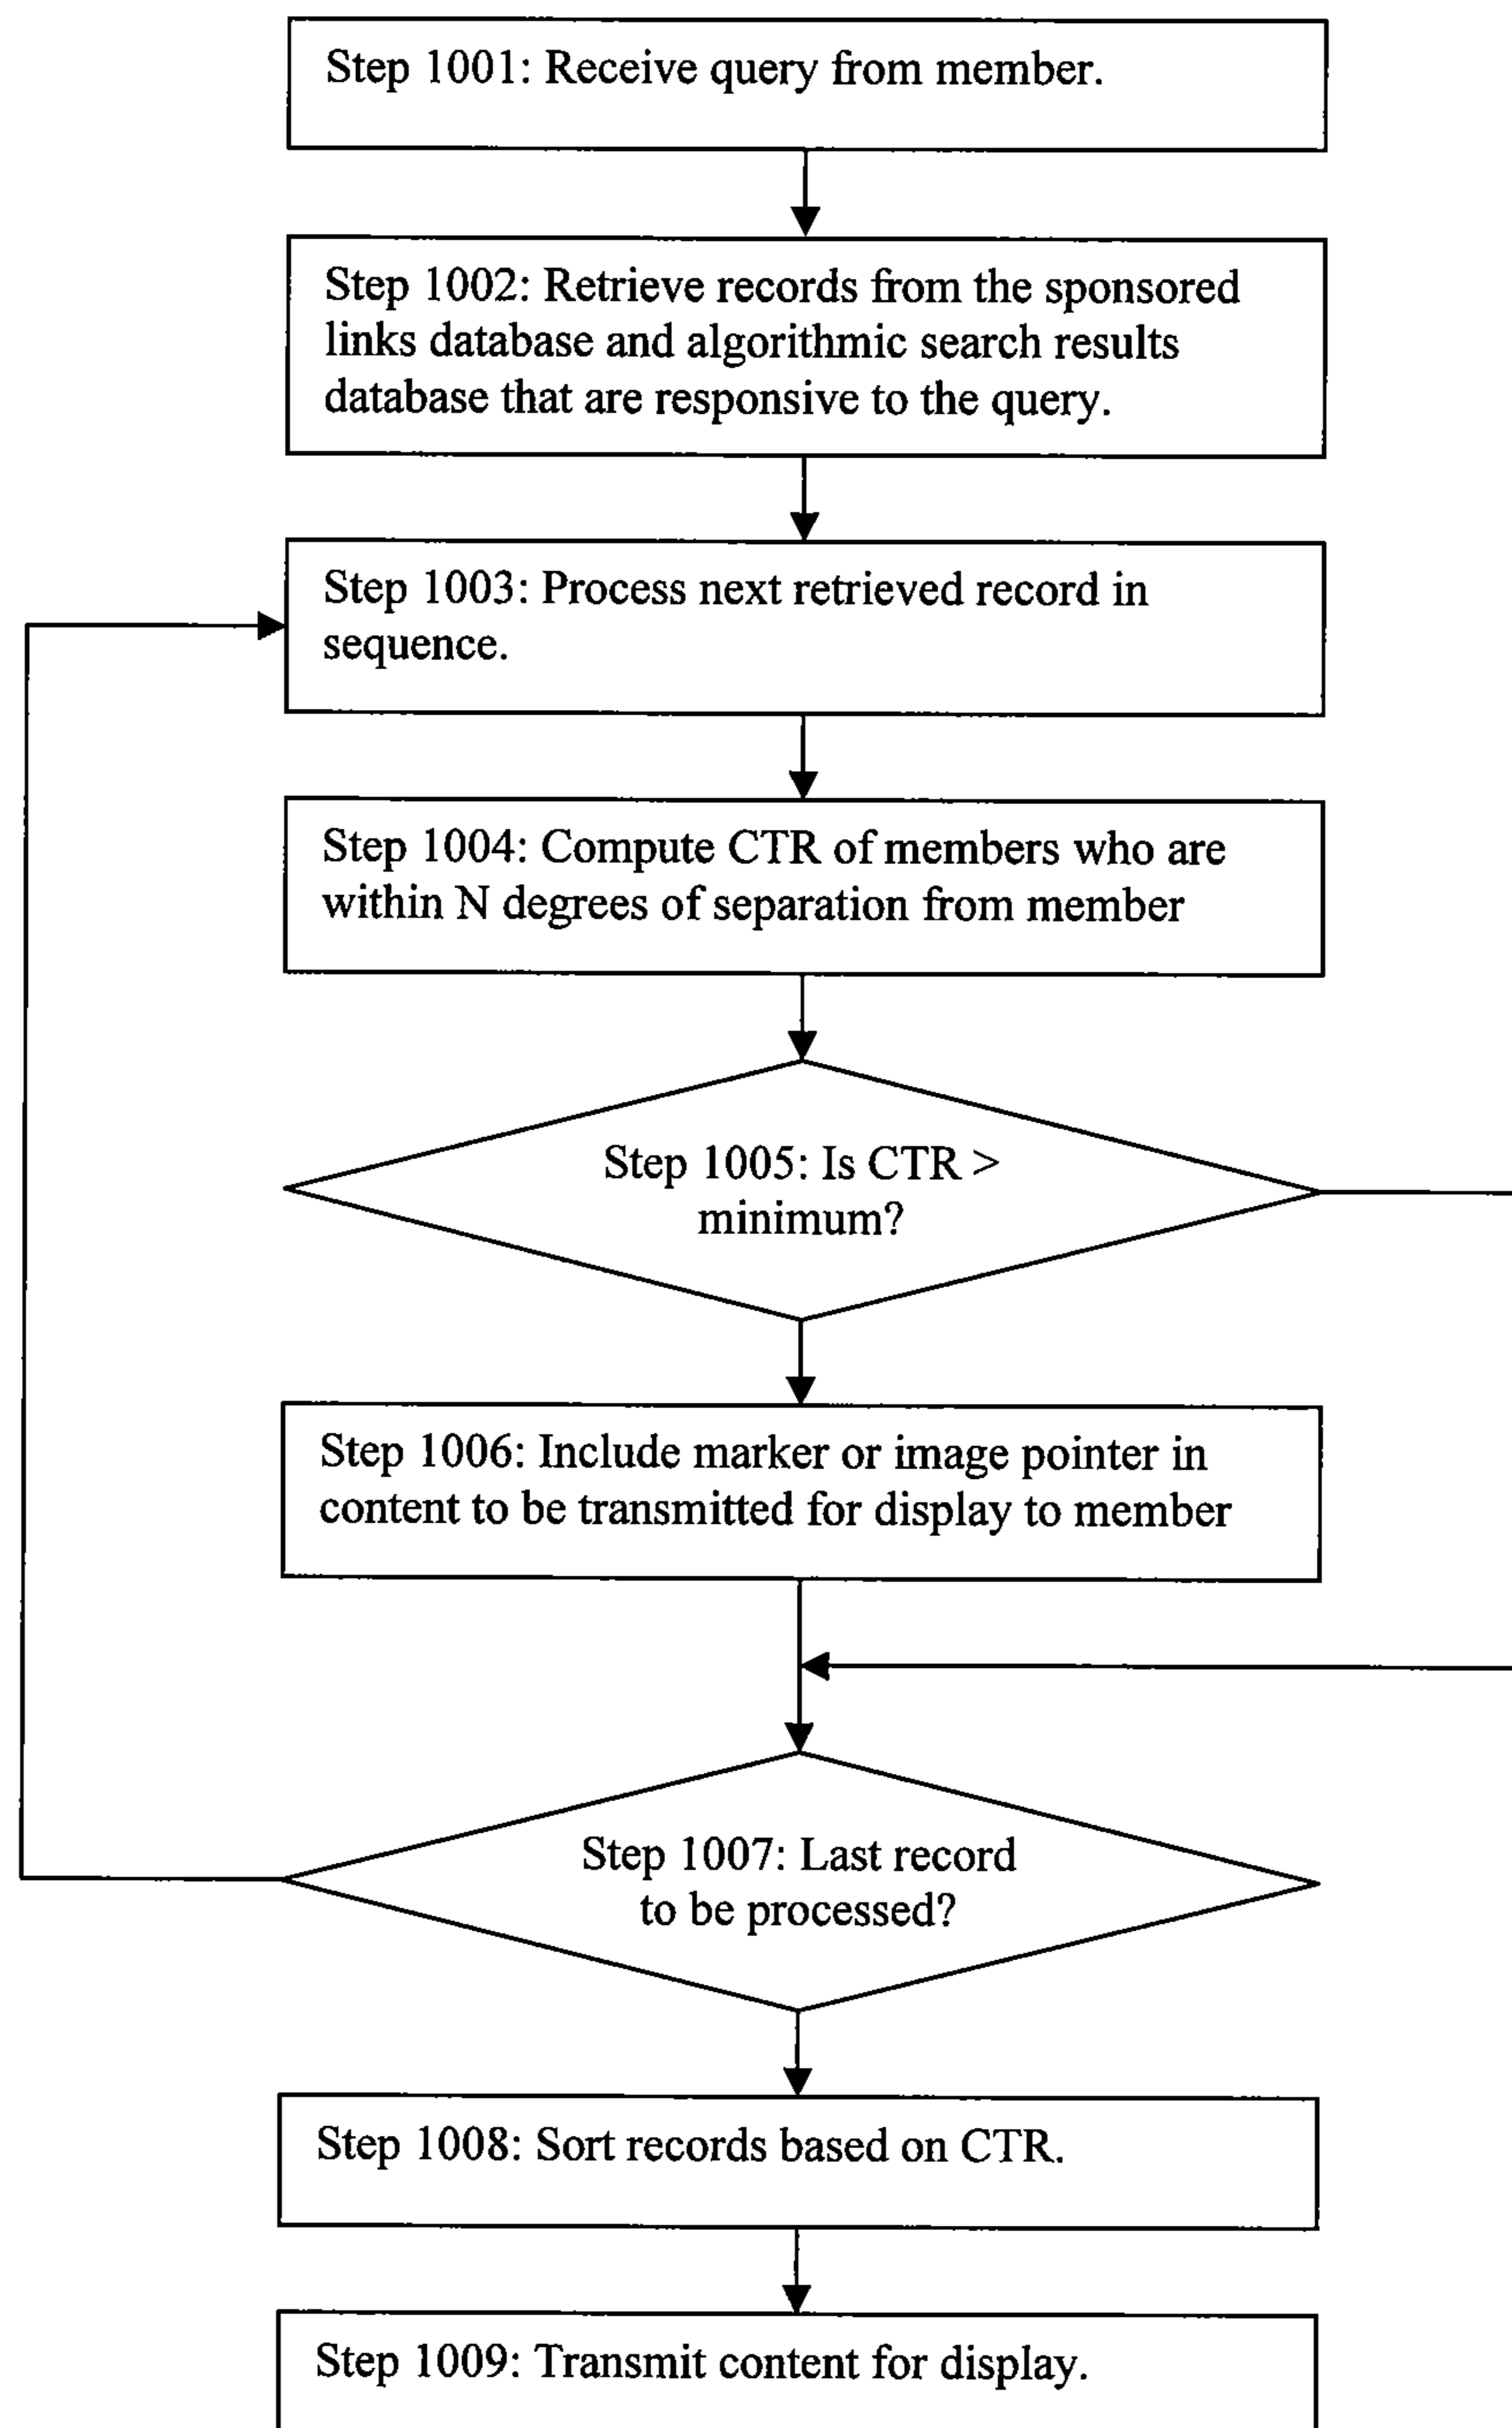 Step 1001: Receive query from member.
Step 1002: Retrieve records from the sponsored
links database and algorithmic search results
database that are responsive to the query.
Step 1003: Process next retrieved record in
sequence.
Step 1004: Compute CTR of members who are
within N degrees of separation from member
Step 1005: Is CTR >
minimum?
Step 1006: Include marker or image pointer in
content to be transmitted for display to member
Step 1007: Last record
to be processed?
Step 1008: Sort records based on CTR.
Step 1009: Transmit content for display.